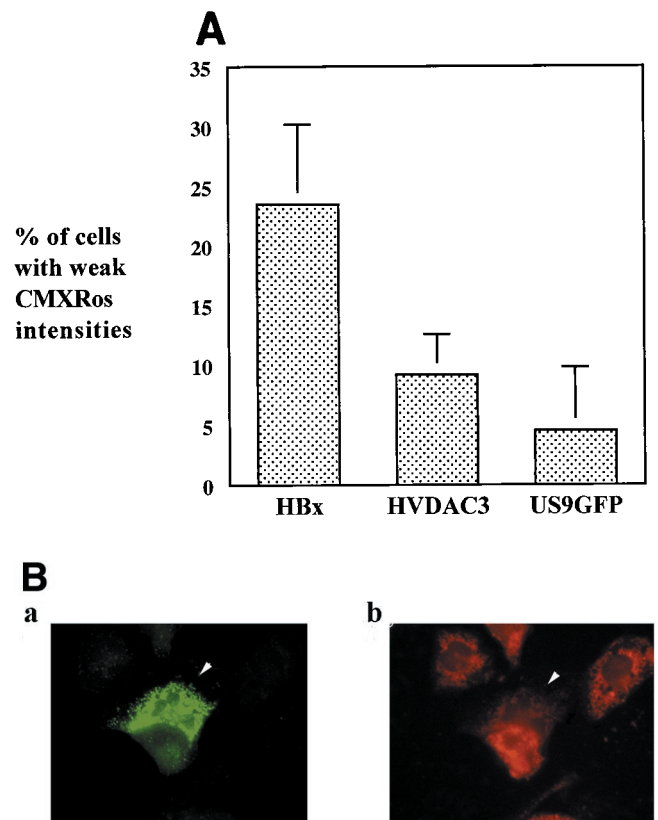 A
35
30
25
20
15
10
5
0
% of cells
with weak
CMXRos
intensities
HBx HVDAC3 US9GFP
B
a b